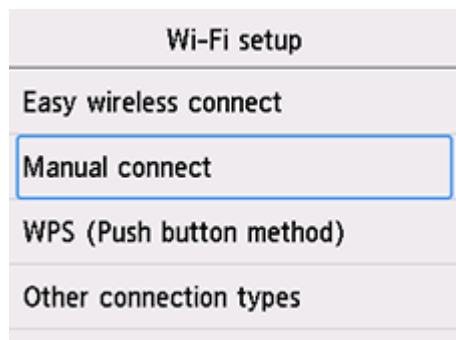 Wi-Fi setup
Easy wireless connect
Manual connect
WPS (Push button method)
Other connection types